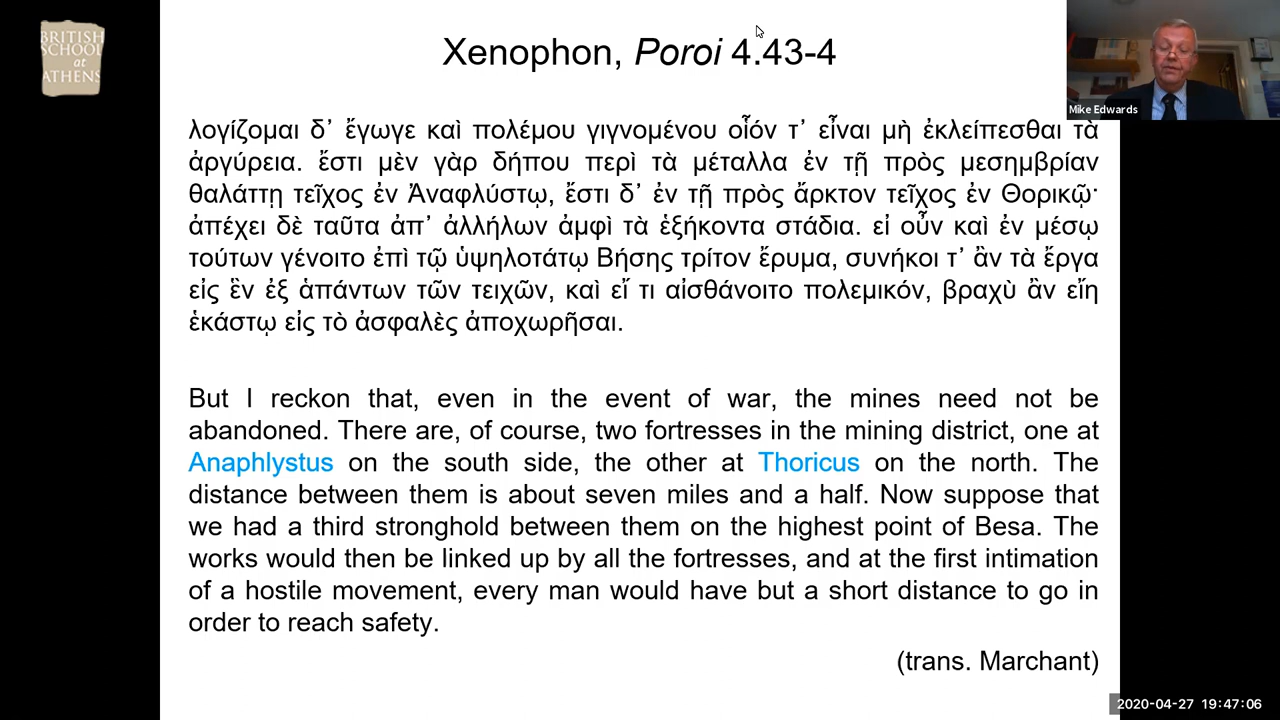 BRITISH
SCHOOL
at
ATHENS
Xenophon, Poroi 4.43-4
Mike Edwards
λογίζομαι δ’ ἔγωγε καὶ πολέμου γιγνομένου οἷόν τ’ εἶναι μὴ ἐκλείπεσθαι τὰ
ἀργύρεια. ἔστι μὲν γὰρ δήπου περὶ τὰ μέταλλα ἐν τῇ πρὸς μεσημβρίαν
θαλάττῃ τεῖχος ἐν Ἀναφλύστῳ, ἔστι δ’ ἐν τῇ πρὸς ἄρκτον τεῖχος ἐν Θορικῷ·
ἀπέχει δὲ ταῦτα ἀπ’ ἀλλήλων ἀμφὶ τὰ ἑξήκοντα στάδια. εἰ οὖν καὶ ἐν μέσῳ
τούτων γένοιτο ἐπὶ τῷ ὑψηλοτάτῳ Βήσης τρίτον ἔρυμα, συνήκοι τ’ ἂν τὰ ἔργα
εἰς ἓν ἐξ ἁπάντων τῶν τειχῶν, καὶ εἴ τι αἰσθάνοιτο πολεμικόν, βραχὺ ἂν εἴη
ἑκάστῳ εἰς τὸ ἀσφαλὲς ἀποχωρῆσαι.
But I reckon that, even in the event of war, the mines need not be
abandoned. There are, of course, two fortresses in the mining district, one at
Anaphlystus on the south side, the other at Thoricus on the north. The
distance between them is about seven miles and a half. Now suppose that
we had a third stronghold between them on the highest point of Besa. The
works would then be linked up by all the fortresses, and at the first intimation
of a hostile movement, every man would have but a short distance to go in
order to reach safety.
(trans. Marchant)
2020-04-27 19:47:06